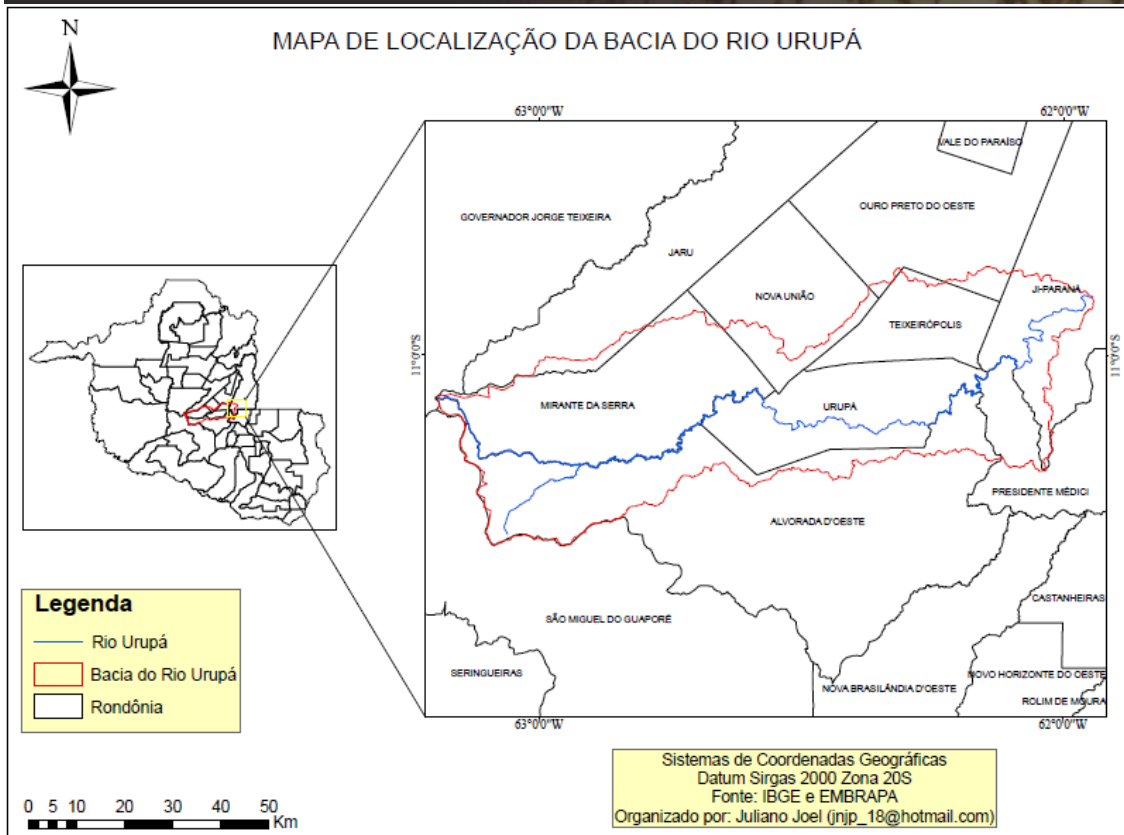 N
MAPA DE LOCALIZAÇÃO DA BACIA DO RIO URUPÁ
63°0'0"W
62°0'0"W
VALE DO PARAÍSO
OURO PRETO DO OESTE
GOVERNADOR JORGE TEIXEIRA
JARU
JI-PARANÁ
NOVA UNIÃO
TEIXEIRÓPOLIS
11°0'0"S
11°0'0"S
MIRANTE DA SERRA
URUPÁ
PRESIDENTE MÉDICI
ALVORADA D'OESTE
CASTANHEIRAS
SÃO MIGUEL DO GUAPORÉ
SERINGUEIRAS
NOVO HORIZONTE DO OESTE
NOVA BRASILÂNDIA D'OESTE
ROLIM DE MOURA
63°0'0"W
62°0'0"W
Legenda
Rio Urupá
Bacia do Rio Urupá
Rondônia
0 5 10 20 30 40 50
Km
Sistemas de Coordenadas Geográficas
Datum Sirgas 2000 Zona 20S
Fonte: IBGE e EMBRAPA
Organizado por: Juliano Joel (jnjp_18@hotmail.com)